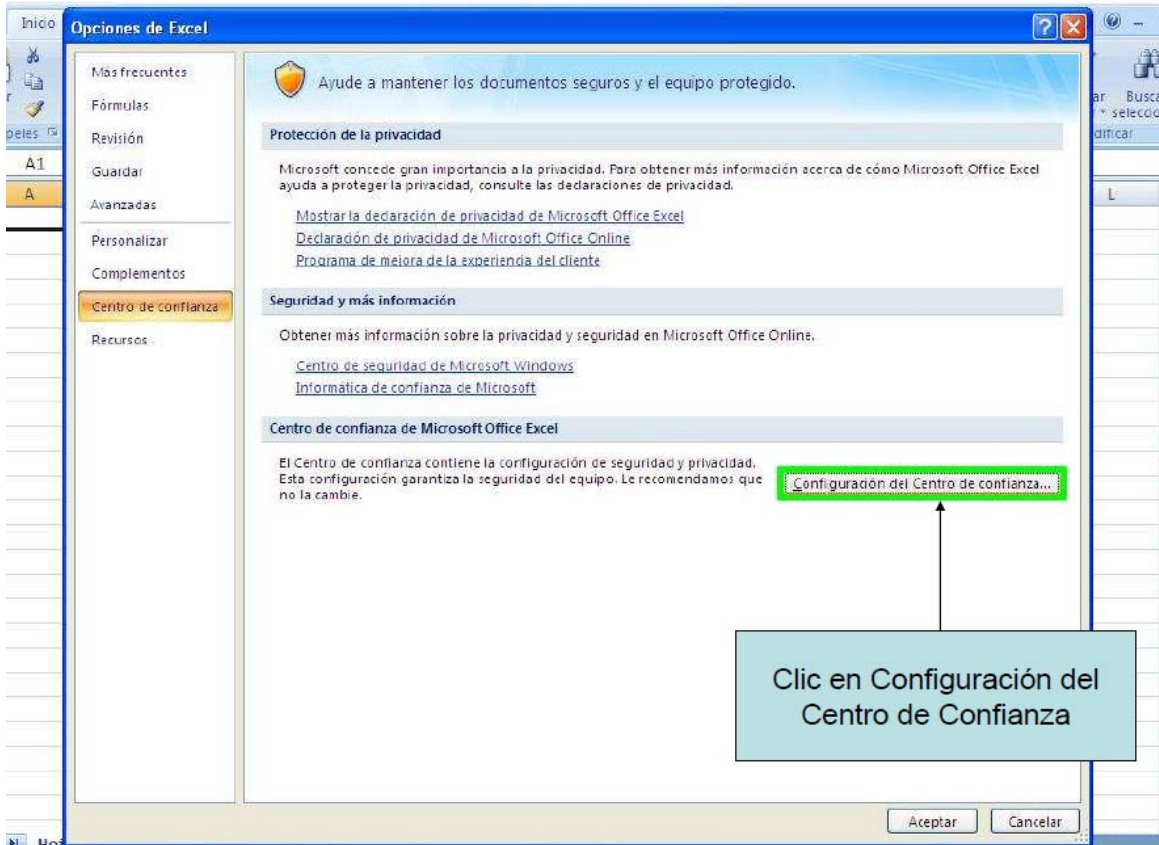 Inicio
Opciones de Excel
Más frecuentes
Fórmulas
Revisión
Guardar
Avanzadas
Personalizar
Complementos
Centro de confianza
Recursos
Ayude a mantener los documentos seguros y el equipo protegido.
Protección de la privacidad
Microsoft concede gran importancia a la privacidad. Para obtener más información acerca de cómo Microsoft Office Excel
ayuda a proteger la privacidad, consulte las declaraciones de privacidad.
Mostrar la declaración de privacidad de Microsoft Office Excel
Declaración de privacidad de Microsoft Office Online
Programa de mejora de la experiencia del cliente
Seguridad y más información
Obtener más información sobre la privacidad y seguridad en Microsoft Office Online.
Centro de seguridad de Microsoft Windows
Informática de confianza de Microsoft
Centro de confianza de Microsoft Office Excel
El Centro de confianza contiene la configuración de seguridad y privacidad.
Esta configuración garantiza la seguridad del equipo. Le recomendamos que
no la cambie.
Configuración del Centro de confianza...
Clic en Configuración del
Centro de Confianza
Aceptar
Cancelar
peles
A1
A
ar Busca
selecció
dificar
L